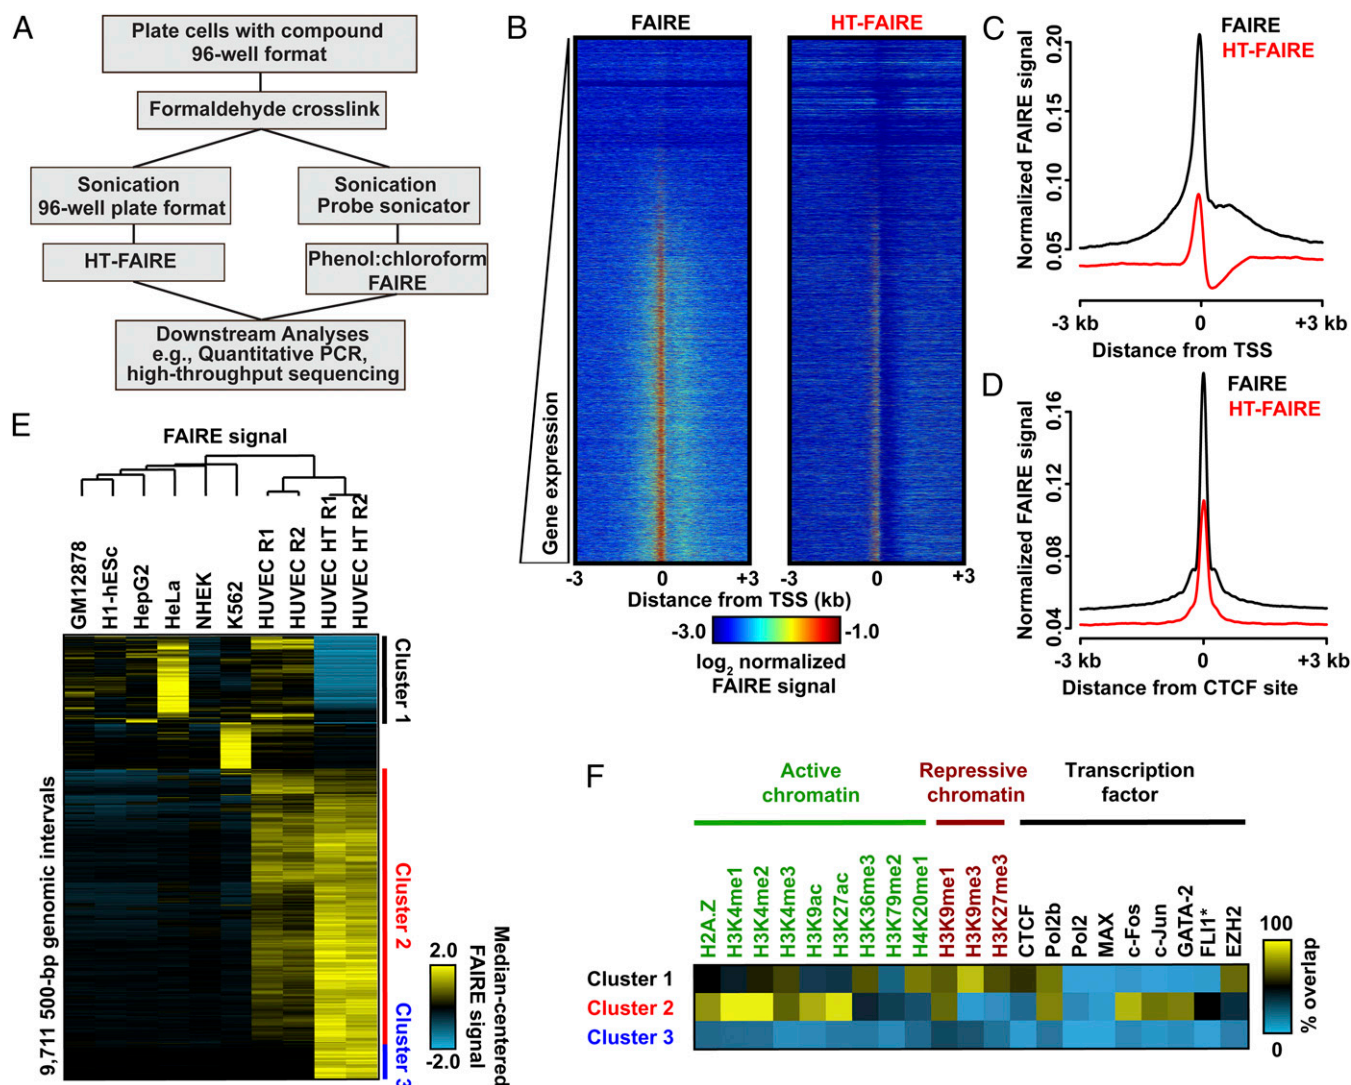 A
Plate cells with compound
96-well format
Formaldehyde crosslink
Sonication
96-well plate format
Sonication
Probe sonicator
HT-FAIRE
Phenol:chloroform
FAIRE
Downstream Analyses
e.g., Quantitative PCR,
high-throughput sequencing
B
FAIRE
HT-FAIRE
Gene expression
-3
0
+3
-3
0
+3
Distance from TSS (kb)
-3.0
-1.0
log2 normalized
FAIRE signal
C
FAIRE
HT-FAIRE
Normalized FAIRE signal
0.20
0.15
0.10
0.05
-3 kb
0
+3 kb
Distance from TSS
D
FAIRE
HT-FAIRE
Normalized FAIRE signal
0.16
0.12
0.08
0.04
-3 kb
0
+3 kb
Distance from CTCF site
E
FAIRE signal
GM12878
H1-hESc
HepG2
HeLa
NHEK
K562
HUVEC R1
HUVEC R2
HUVEC HT R1
HUVEC HT R2
9,711 500-bp genomic intervals
Cluster 1
Cluster 2
Cluster 3
2.0
-2.0
Median-centered
FAIRE signal
F
Active
chromatin
Repressive
chromatin
Transcription
factor
H2A.Z
H3K4me1
H3K4me2
H3K4me3
H3K9ac
H3K27ac
H3K36me3
H3K79me2
H4K20me1
H3K9me1
H3K9me3
H3K27me3
CTCF
Pol2b
Pol2
MAX
c-Fos
c-Jun
GATA-2
FLI1*
EZH2
Cluster 1
Cluster 2
Cluster 3
100
0
% overlap